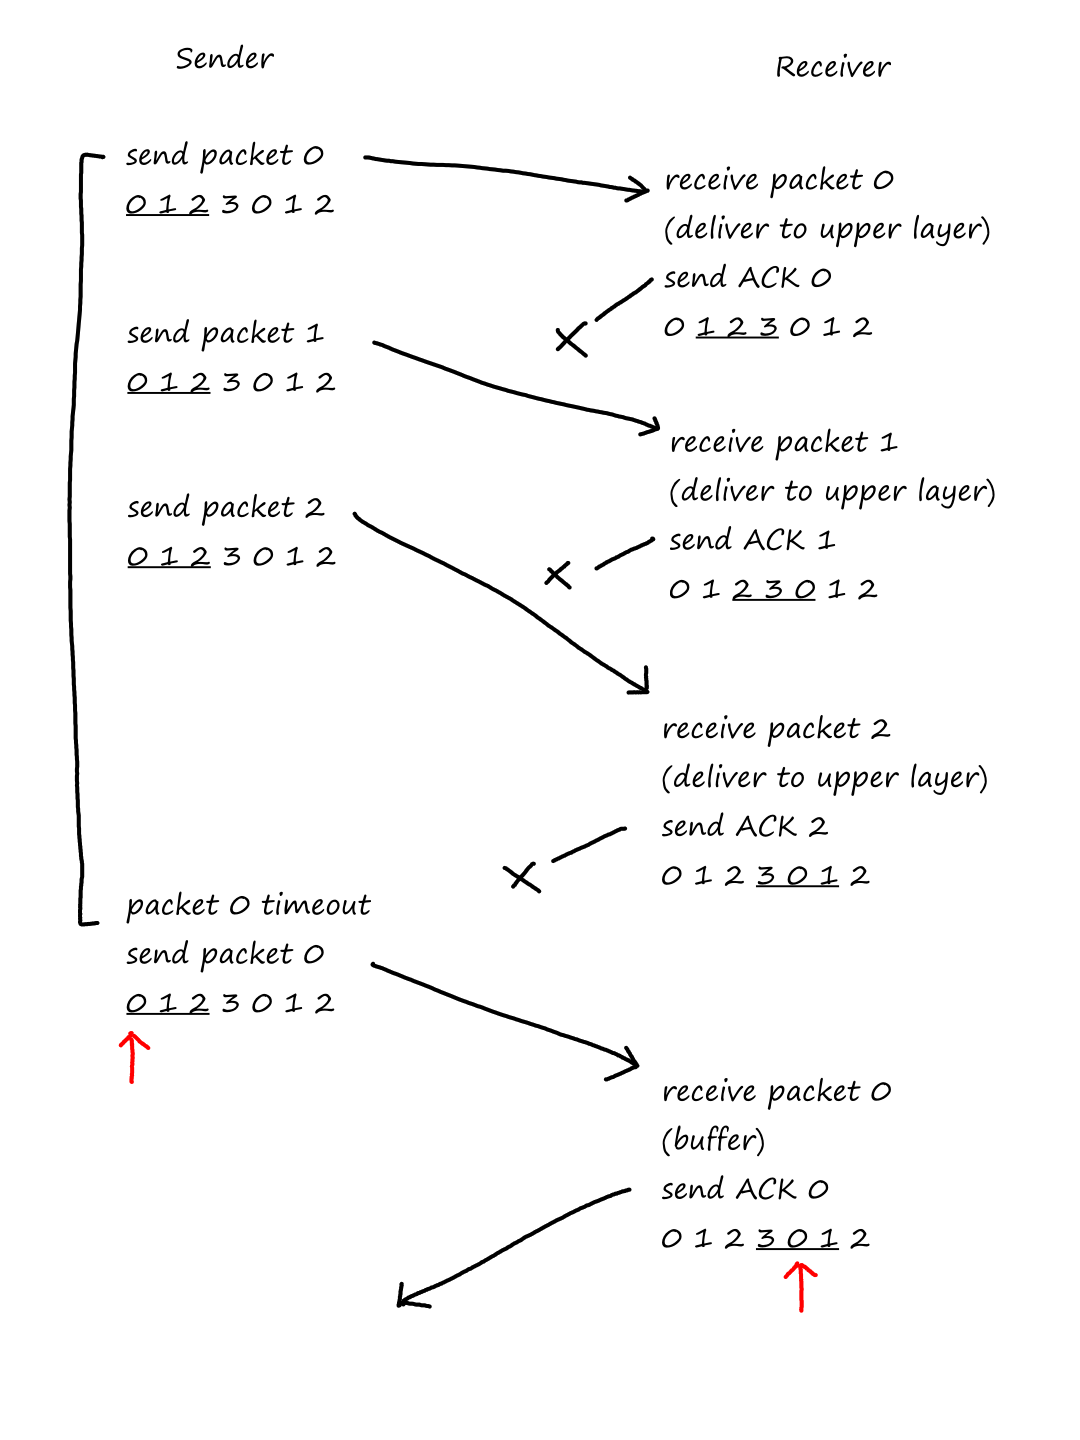 Sender
Receiver
send packet 0
0 1 2 3 0 1 2
receive packet 0
(deliver to upper layer)
send ACK 0
0 1 2 3 0 1 2
send packet 1
0 1 2 3 0 1 2
receive packet 1
(deliver to upper layer)
send ACK 1
0 1 2 3 0 1 2
send packet 2
0 1 2 3 0 1 2
receive packet 2
(deliver to upper layer)
send ACK 2
0 1 2 3 0 1 2
packet 0 timeout
send packet 0
0 1 2 3 0 1 2
receive packet 0
(buffer)
send ACK 0
0 1 2 3 0 1 2